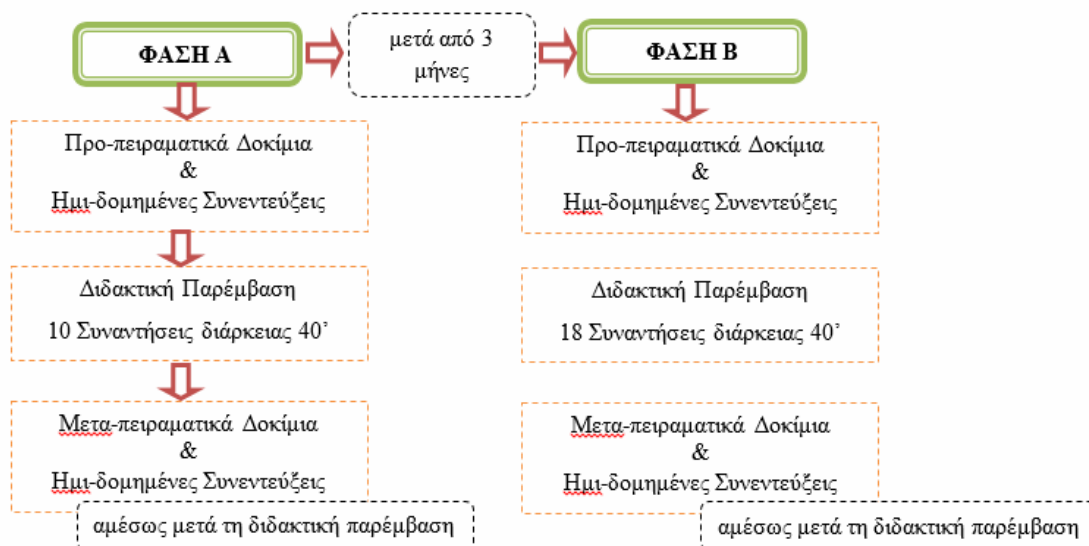 ΦΑΣΗ Α
μετά από 3
μήνες
ΦΑΣΗ Β
Προ-πειραματικά Δοκίμια
&
Ημι-δομημένες Συνεντεύξεις
Διδακτική Παρέμβαση
10 Συναντήσεις διάρκειας 40’
Μετα-πειραματικά Δοκίμια
&
Ημι-δομημένες Συνεντεύξεις
αμέσως μετά τη διδακτική παρέμβαση
Προ-πειραματικά Δοκίμια
&
Ημι-δομημένες Συνεντεύξεις
Διδακτική Παρέμβαση
18 Συναντήσεις διάρκειας 40’
Μετα-πειραματικά Δοκίμια
&
Ημι-δομημένες Συνεντεύξεις
αμέσως μετά τη διδακτική παρέμβαση